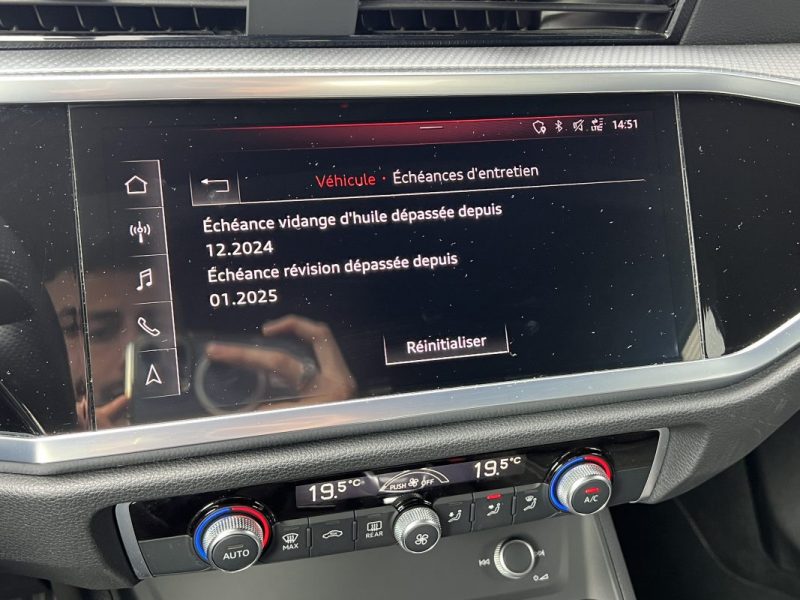 LTE 14:51
Véhicule · Échéances d'entretien
Échéance vidange d'huile dépassée depuis
12.2024
Échéance révision dépassée depuis
01.2025
Réinitialiser
19.5°C
PUSH OFF
19.5°C
AUTO
MAX
REAR
A/C